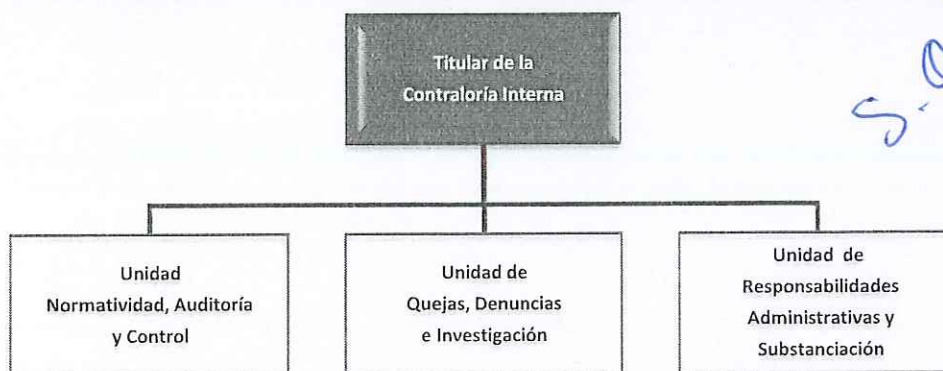 Titular de la
Contraloría Interna
Unidad
Normatividad, Auditoría
y Control
Unidad de
Quejas, Denuncias
e Investigación
Unidad de
Responsabilidades
Administrativas y
Substanciación